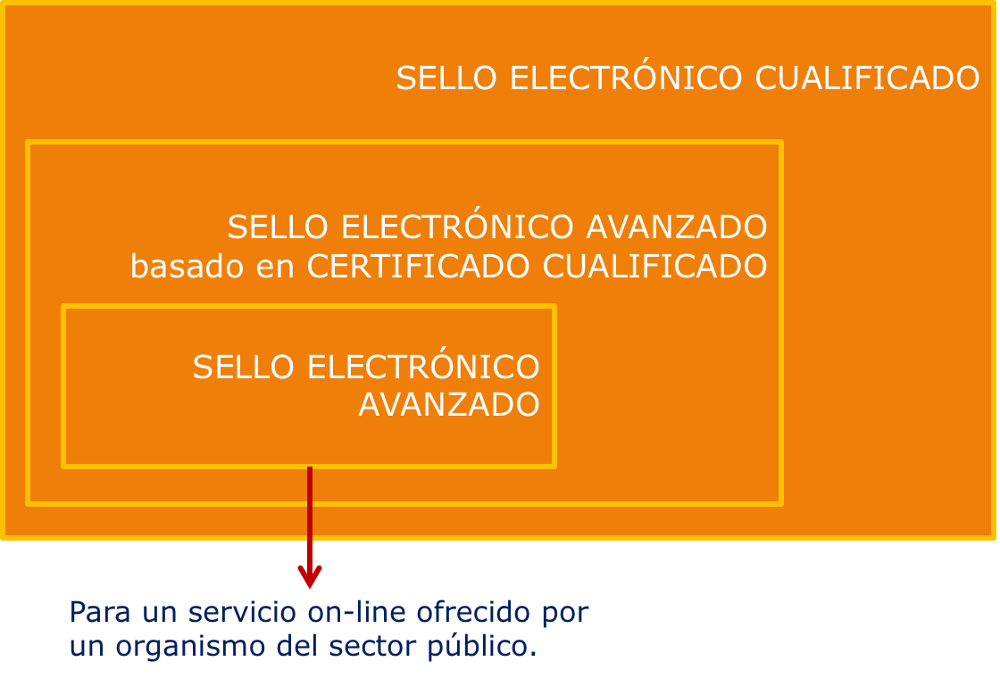 SELLO ELECTRÓNICO CUALIFICADO
SELLO ELECTRÓNICO AVANZADO
basado en CERTIFICADO CUALIFICADO
SELLO ELECTRÓNICO
AVANZADO
Para un servicio on-line ofrecido por
un organismo del sector público.